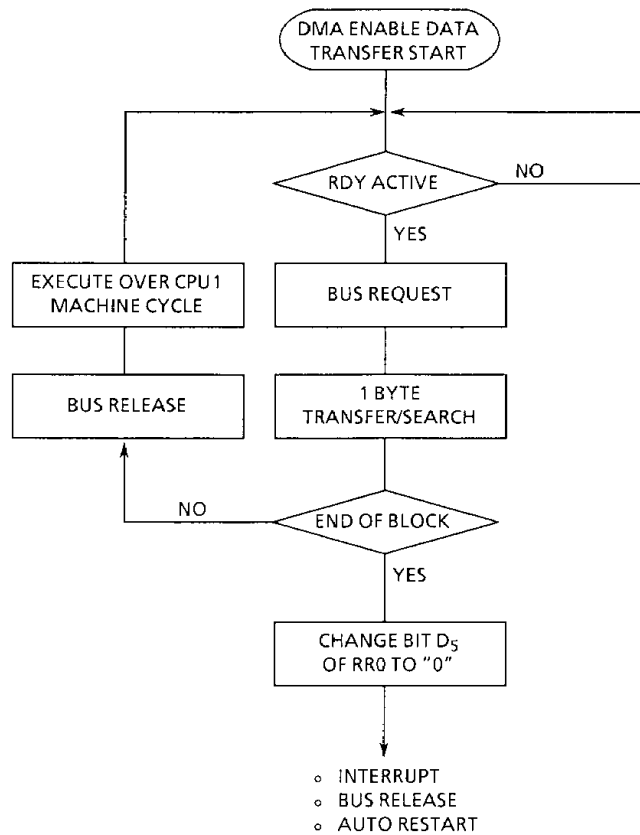 DMA ENABLE DATA
TRANSFER START
RDY ACTIVE
NO
YES
EXECUTE OVER CPU 1
MACHINE CYCLE
BUS REQUEST
BUS RELEASE
1 BYTE
TRANSFER/SEARCH
NO
END OF BLOCK
YES
CHANGE BIT D5
OF RR0 TO "0"
○ INTERRUPT
○ BUS RELEASE
○ AUTO RESTART